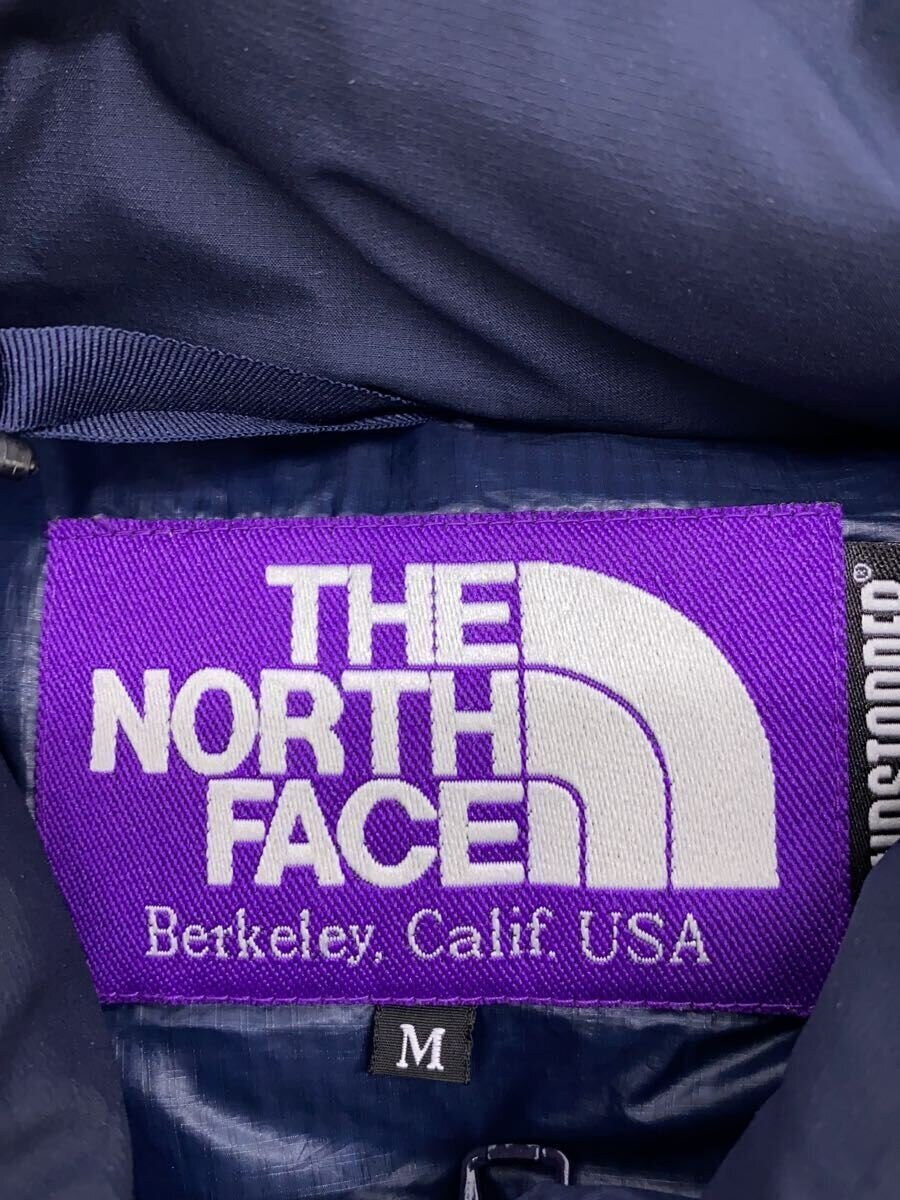 THE
NORTH
FACE
Berkeley, Calif. USA
M
®